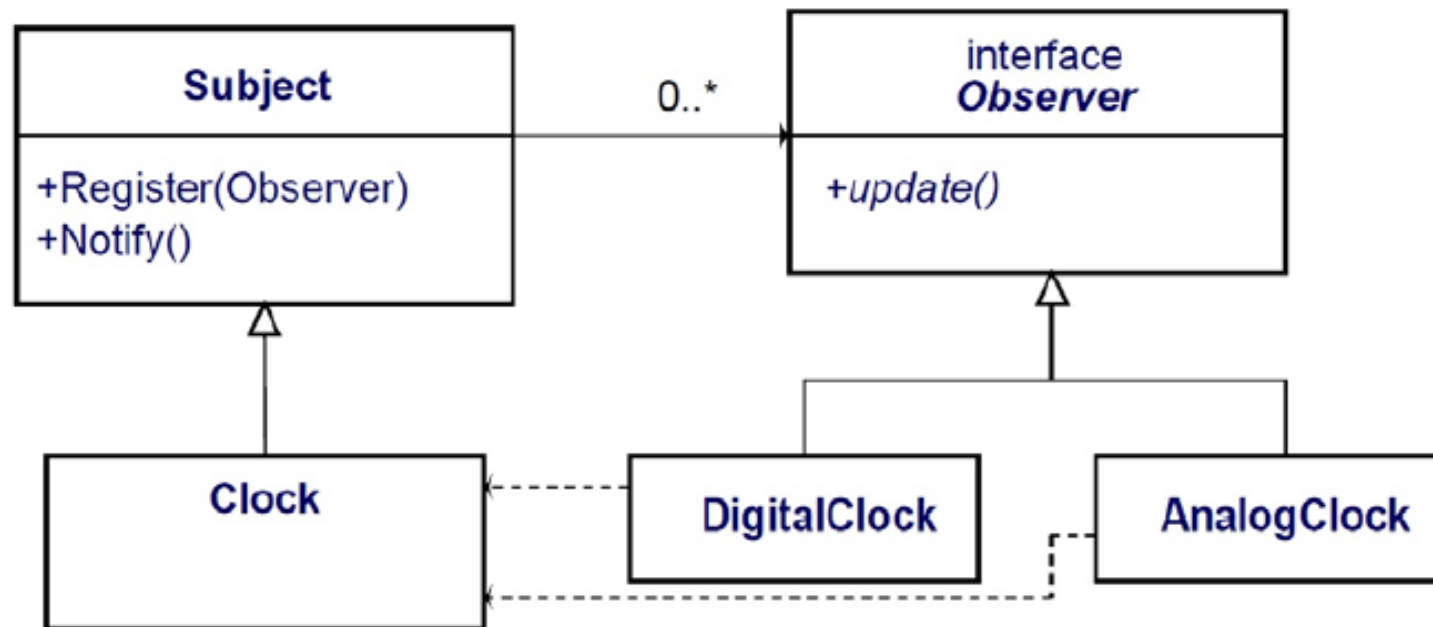 Subject
+Register(Observer)
+Notify()
0..*
interface
Observer
+update()
Clock
DigitalClock
AnalogClock